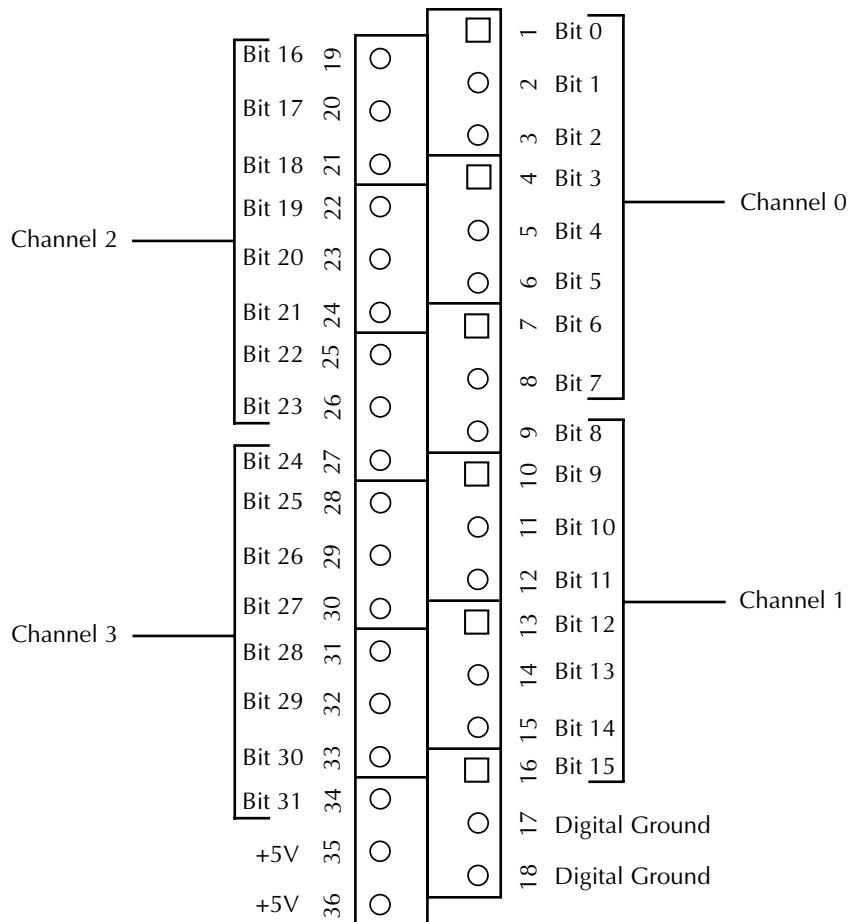 1 Bit 0
Bit 16 19
2 Bit 1
Bit 17 20
3 Bit 2
Bit 18 21
4 Bit 3
Channel 0
Bit 19 22
5 Bit 4
Channel 2
Bit 20 23
6 Bit 5
Bit 21 24
7 Bit 6
Bit 22 25
8 Bit 7
Bit 23 26
9 Bit 8
Bit 24 27
10 Bit 9
Bit 25 28
11 Bit 10
Bit 26 29
12 Bit 11
Channel 1
Bit 27 30
13 Bit 12
Channel 3
Bit 28 31
14 Bit 13
Bit 29 32
15 Bit 14
Bit 30 33
16 Bit 15
Bit 31 34
17 Digital Ground
+5V 35
18 Digital Ground
+5V 36